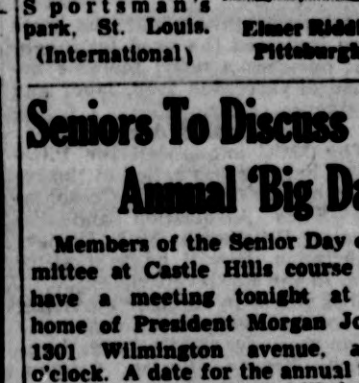 Sportsman's
park, St. Louis.
(International)
Elmer
Seniors To Discuss
Annual 'Big
Members of the Senior Day
mittee at Castle Hills course
have a meeting tonight at
home of President Morgan
1301 Wilmington avenue,
o'clock. A date for the annual